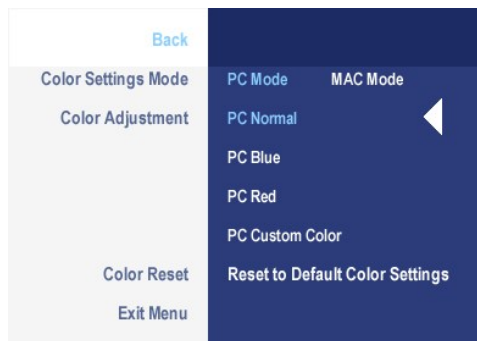 Back
Color Settings Mode PC Mode MAC Mode
Color Adjustment PC Normal
PC Blue
PC Red
PC Custom Color
Color Reset Reset to Default Color Settings
Exit Menu